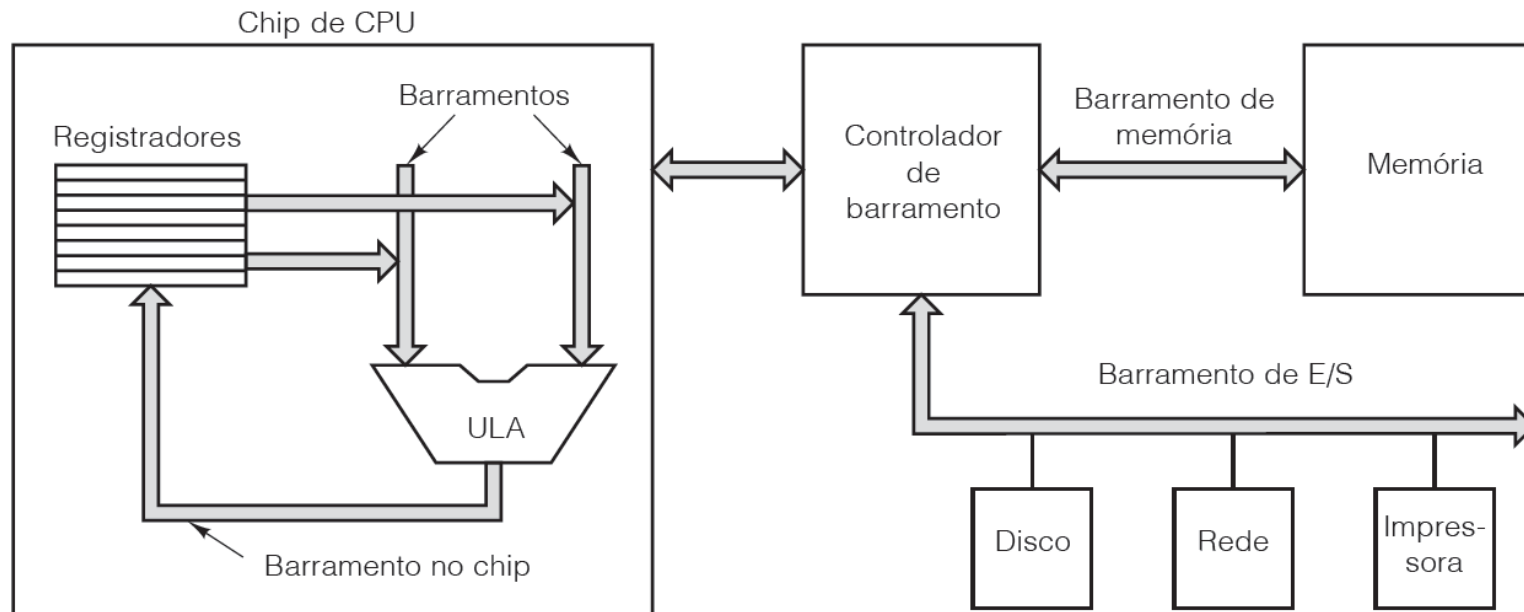 Chip de CPU
Barramentos
Registradores
ULA
Barramento no chip
Controlador
de
barramento
Barramento de
memória
Memória
Barramento de E/S
Disco
Rede
Impres-
sora